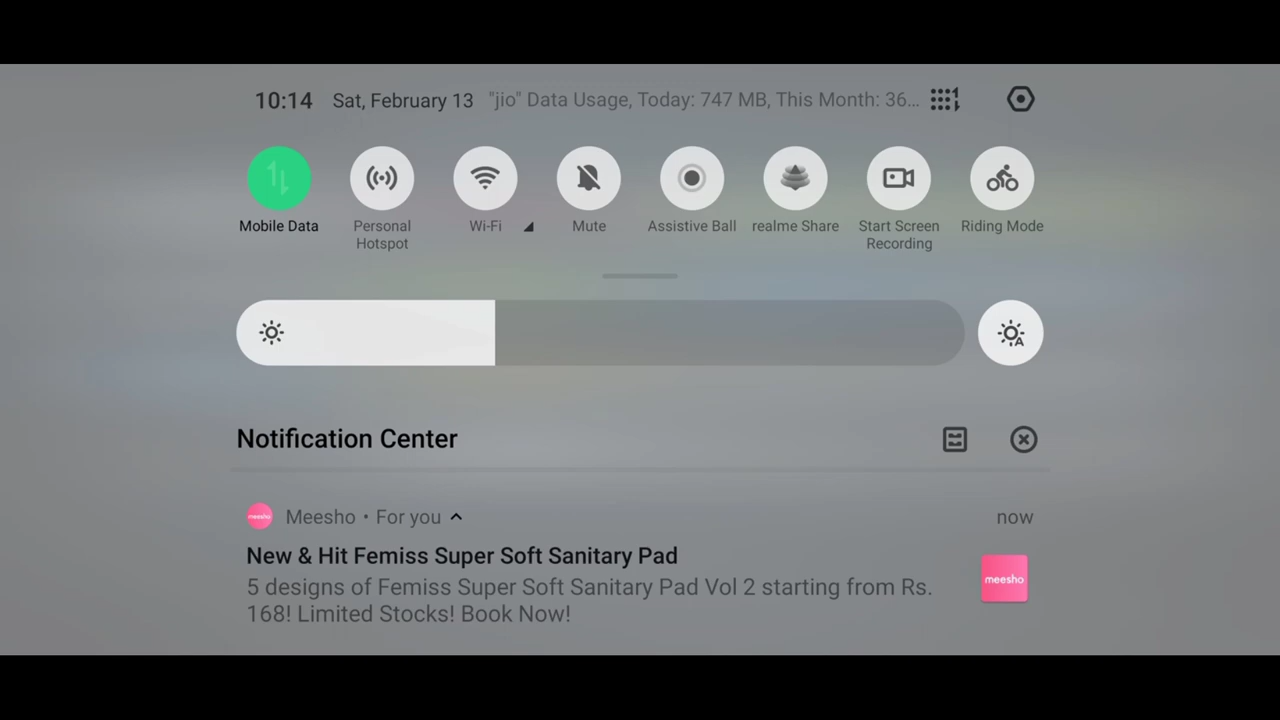 10:14 Sat, February 13 "jio" Data Usage, Today: 747 MB, This Month: 36...
Mobile Data
Personal
Hotspot
Wi-Fi
Mute
Assistive Ball
realme Share
Start Screen
Recording
Riding Mode
Notification Center
meesho Meesho • For you now
New & Hit Femiss Super Soft Sanitary Pad
5 designs of Femiss Super Soft Sanitary Pad Vol 2 starting from Rs.
168! Limited Stocks! Book Now!
meesho